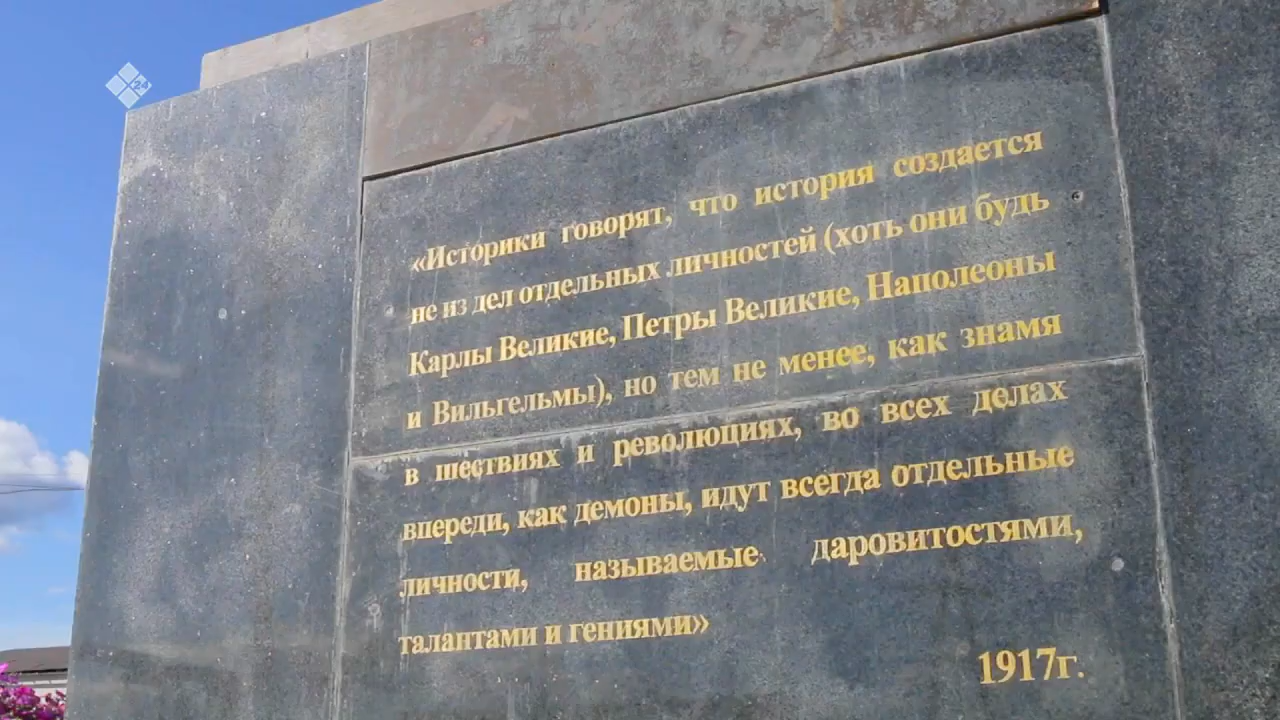 24
«Историки говорят, что история создается
не из дел отдельных личностей (хоть они будь
Карлы Великие, Петры Великие, Наполеоны
и Вильгельмы), но тем не менее, как знамя
в шествиях и революциях, во всех делах
впереди, как демоны, идут всегда отдельные
личности, называемые даровитостями,
талантами и гениями»
1917г.